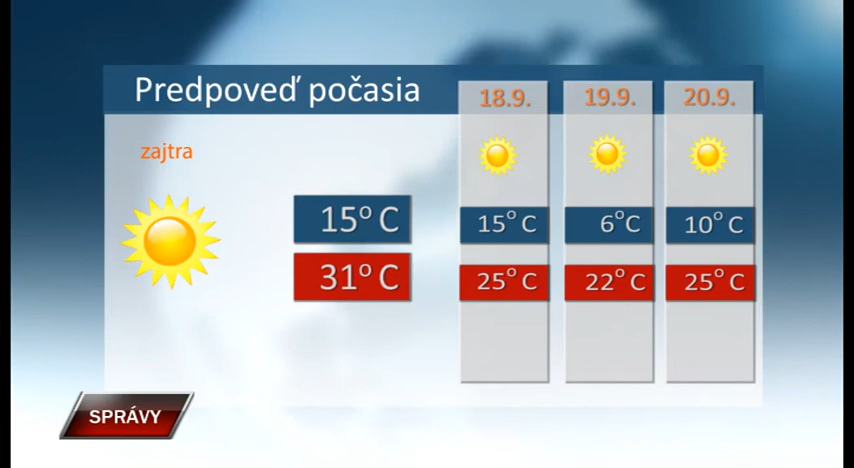 Predpoveď počasia
zajtra
15° C
31° C
18.9.
15° C
25° C
19.9.
6°C
22° C
20.9.
10° C
25° C
SPRÁVY